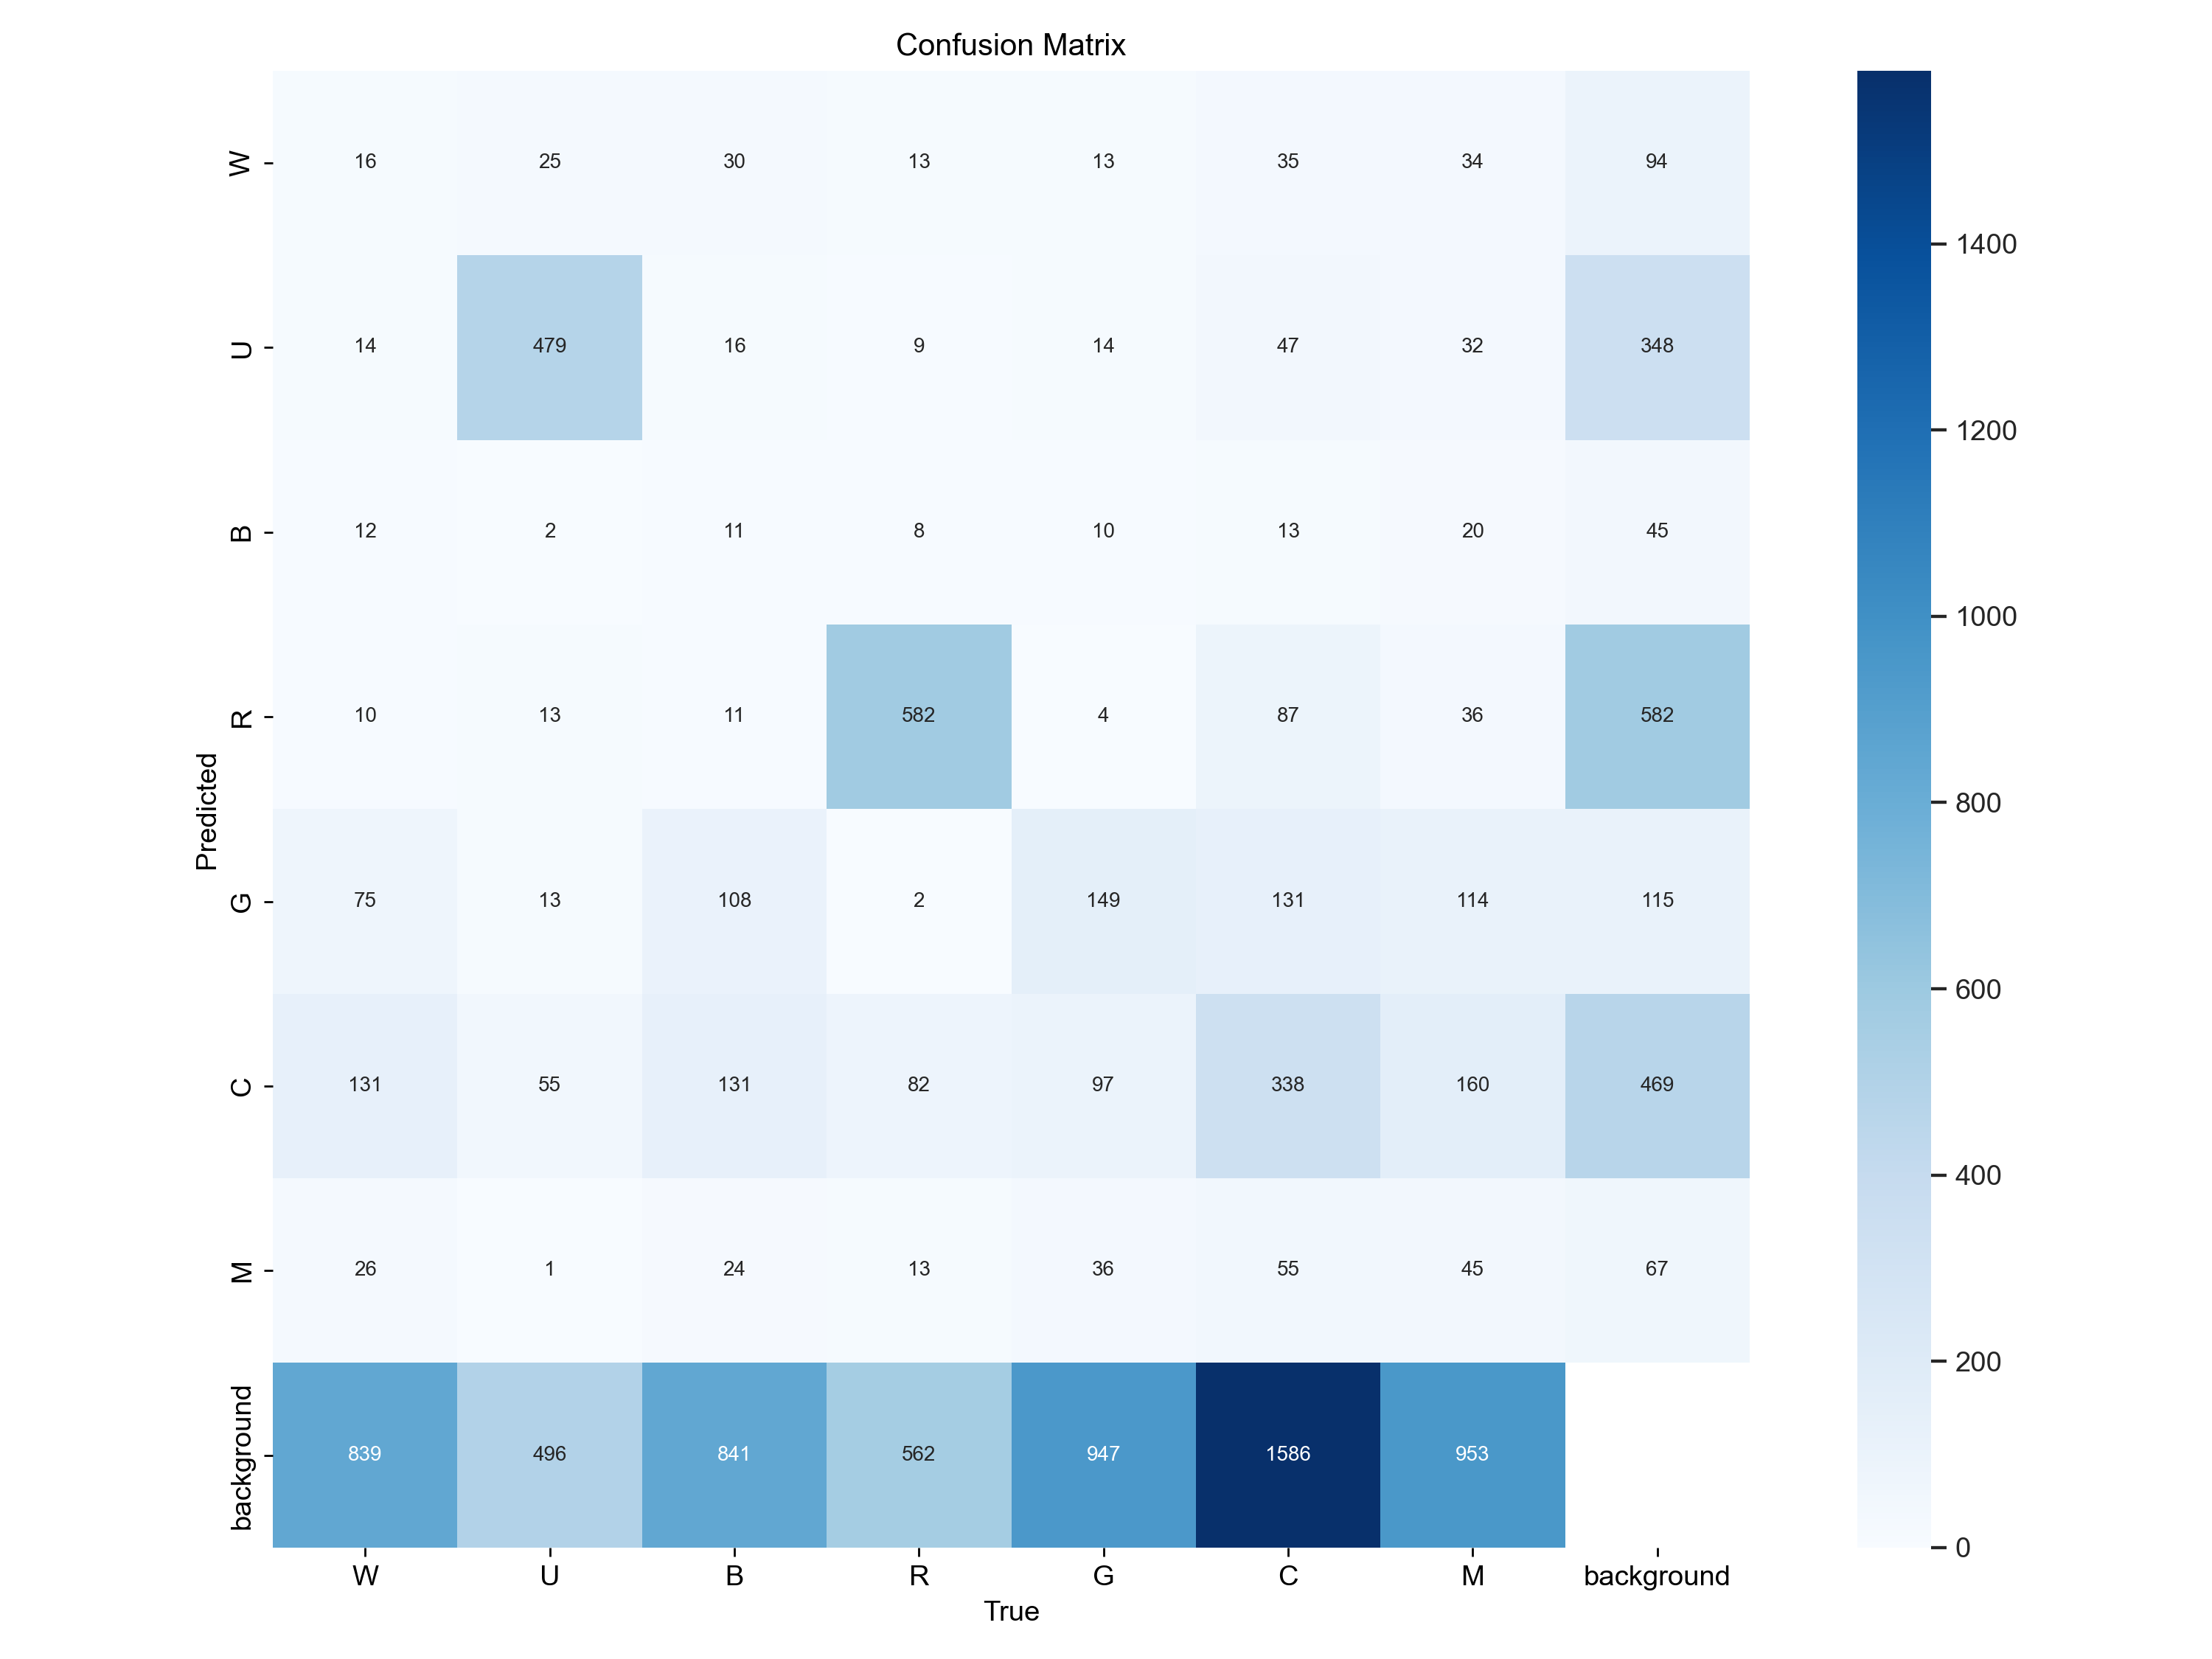 Confusion Matrix
W 16 25 30 13 13 35 34 94
U 14 479 16 9 14 47 32 348
B 12 2 11 8 10 13 20 45
R 10 13 11 582 4 87 36 582
G 75 13 108 2 149 131 114 115
C 131 55 131 82 97 338 160 469
M 26 1 24 13 36 55 45 67
background 839 496 841 562 947 1586 953
Predicted
W U B R G C M background
True
1400
1200
1000
800
600
400
200
0